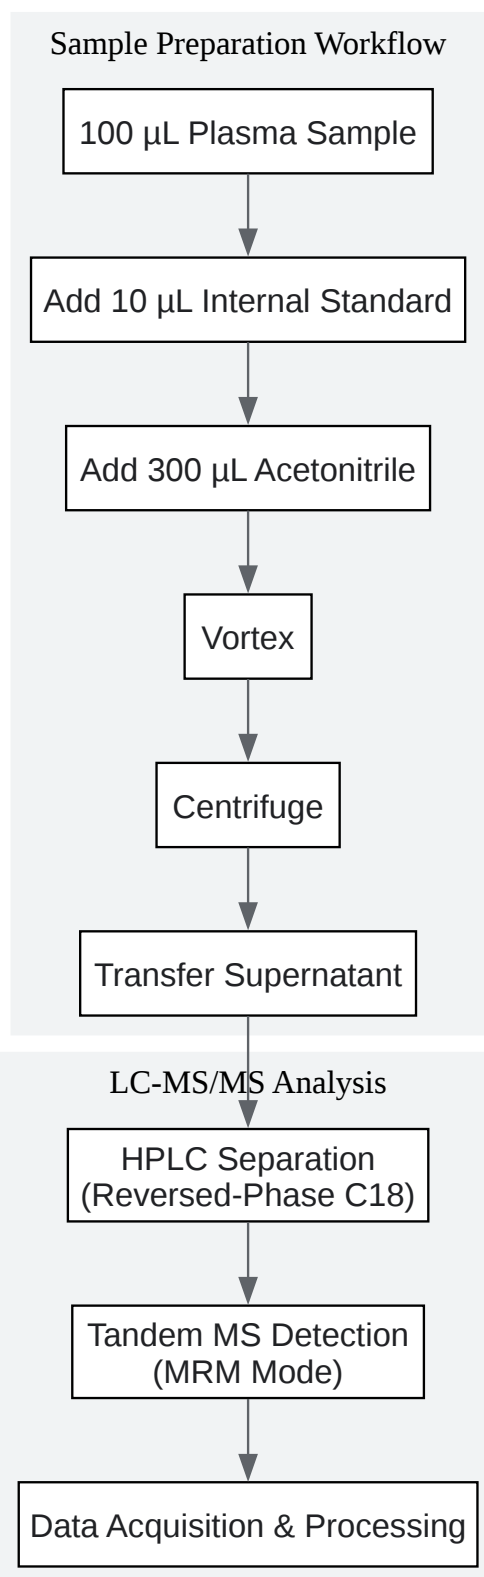 Sample Preparation Workflow
100 µL Plasma Sample
Add 10 µL Internal Standard
Add 300 µL Acetonitrile
Vortex
Centrifuge
Transfer Supernatant
LC-MS/MS Analysis
HPLC Separation
(Reversed-Phase C18)
Tandem MS Detection
(MRM Mode)
Data Acquisition & Processing